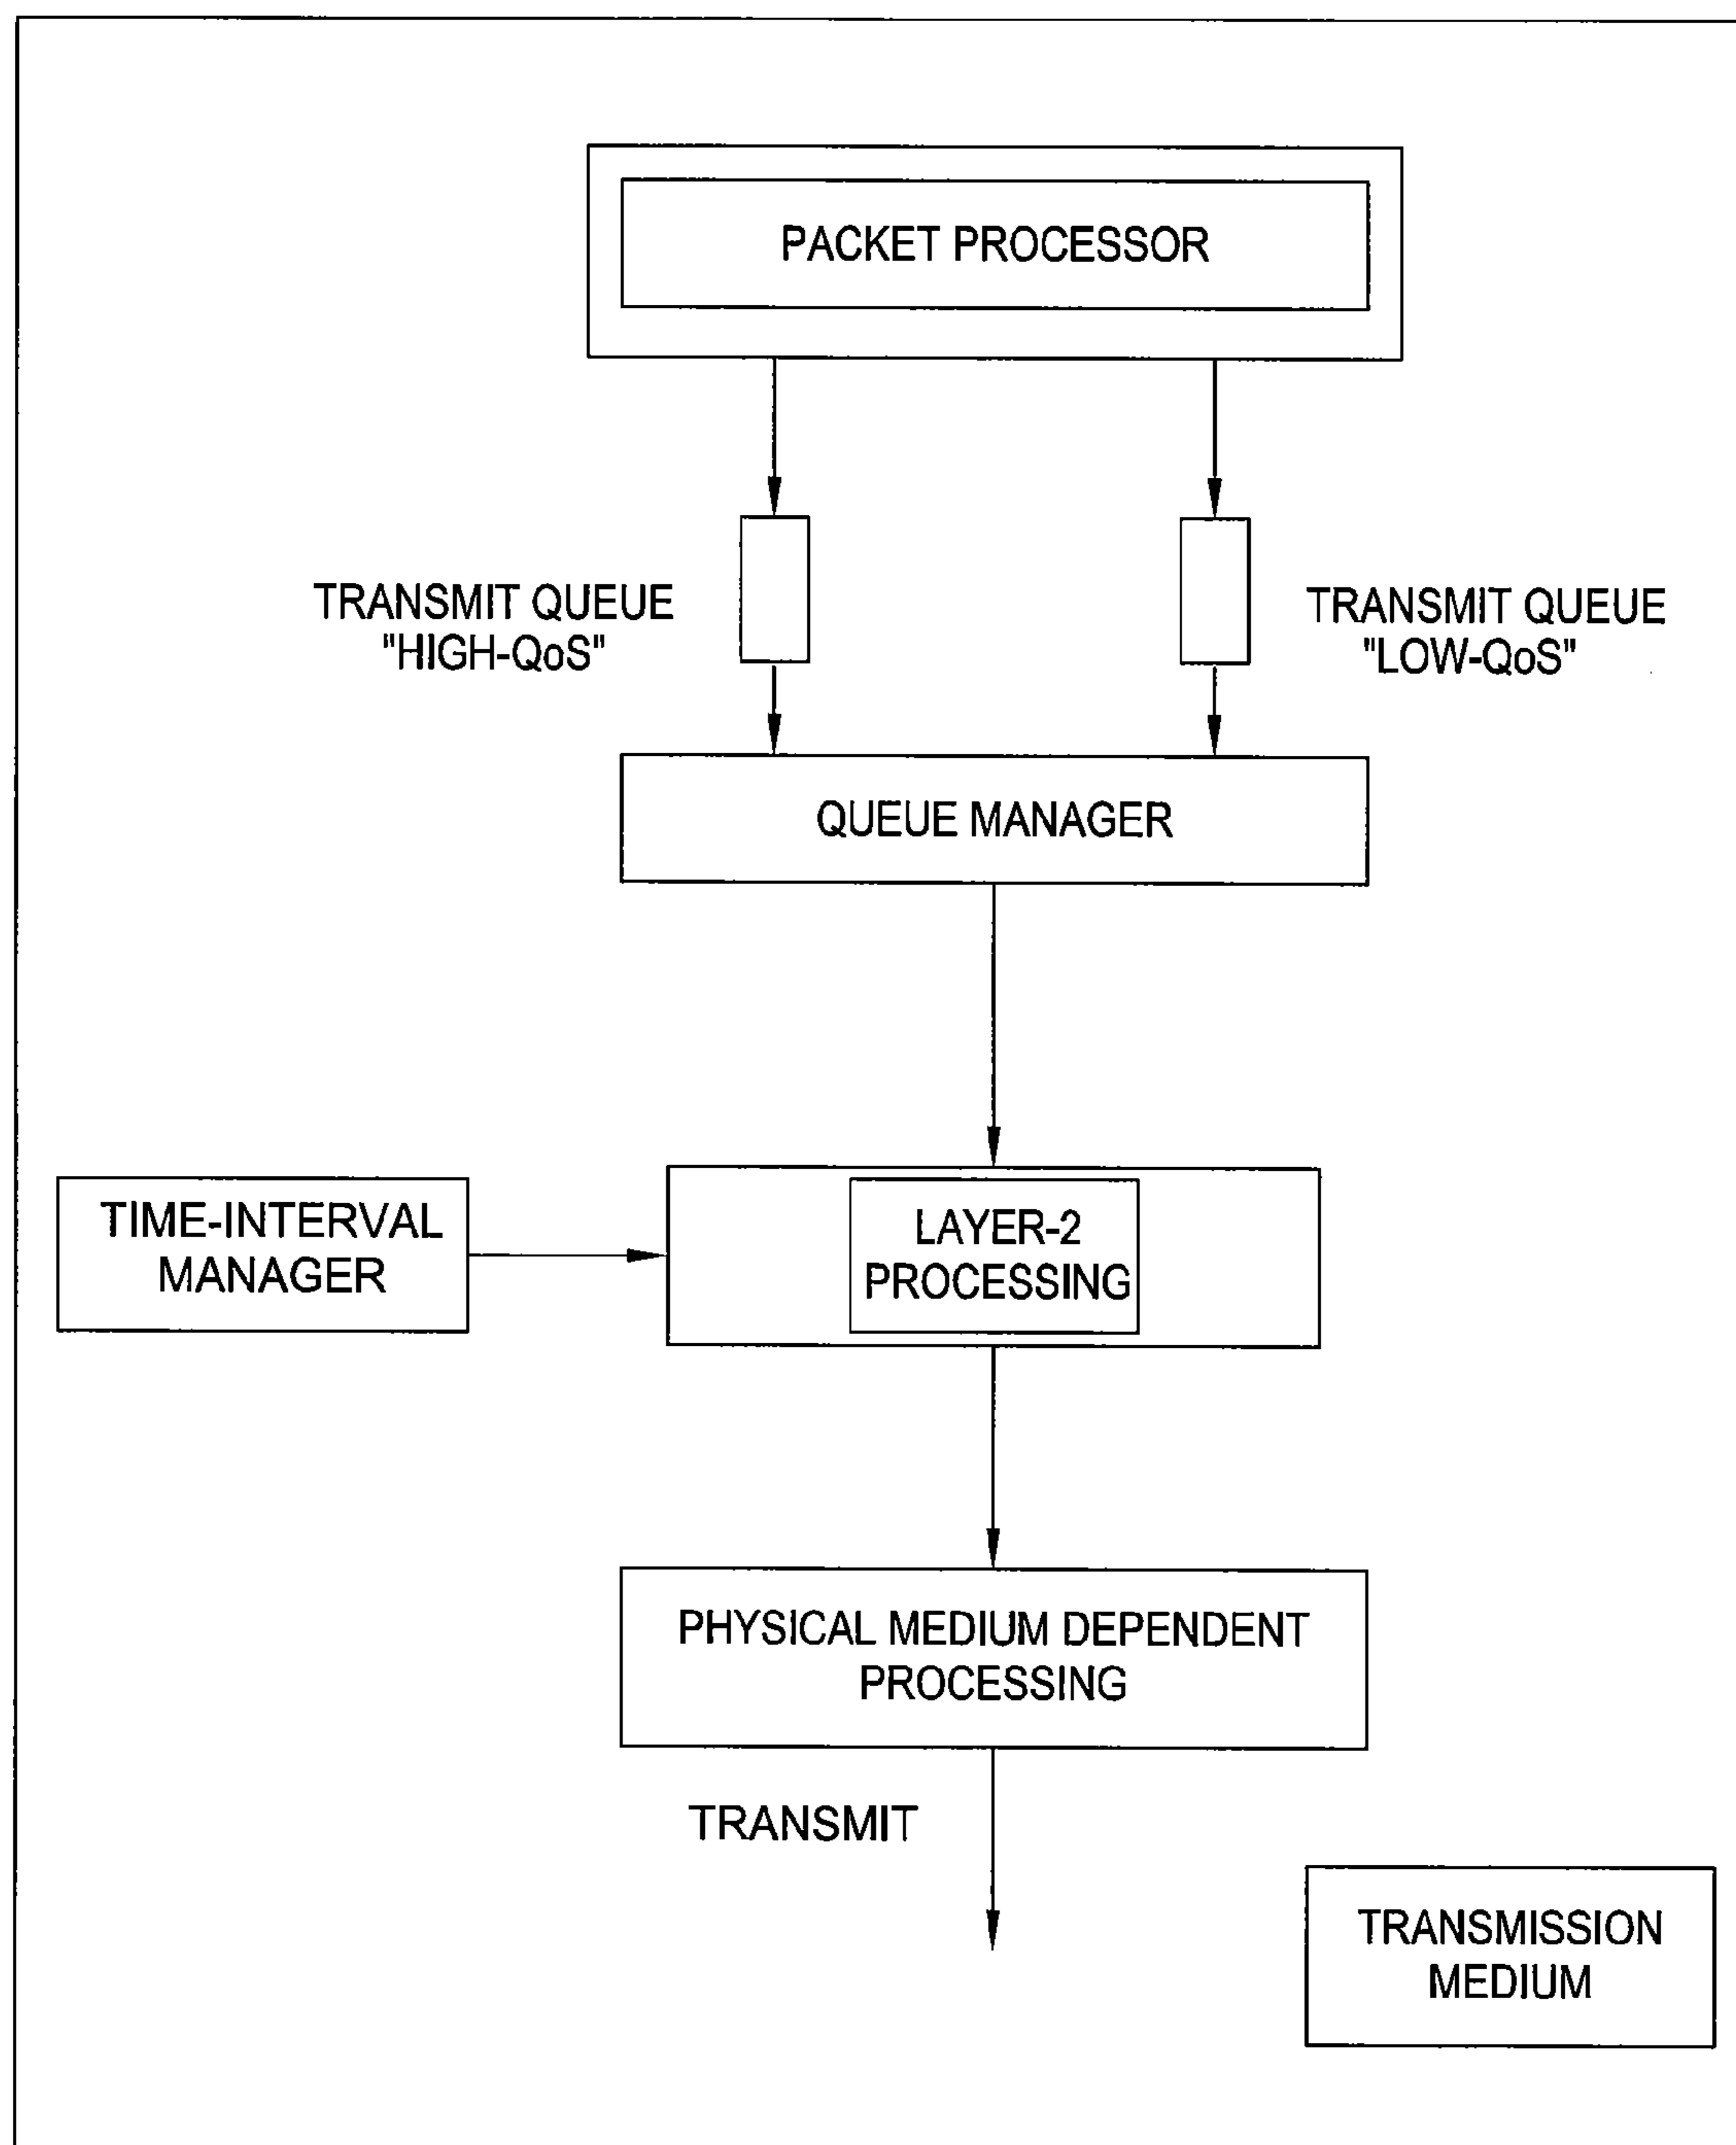 PACKET PROCESSOR
TRANSMIT QUEUE
"HIGH-QoS"
TRANSMIT QUEUE
"LOW-QoS"
QUEUE MANAGER
TIME-INTERVAL
MANAGER
LAYER-2
PROCESSING
PHYSICAL MEDIUM DEPENDENT
PROCESSING
TRANSMIT
TRANSMISSION
MEDIUM